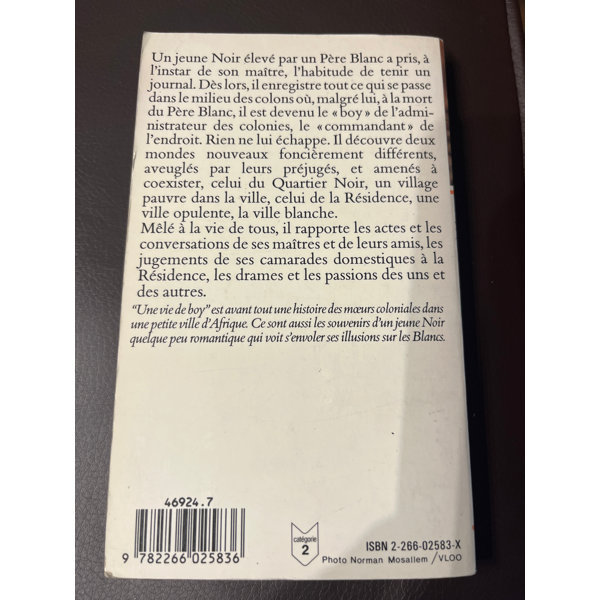 Un jeune Noir élevé par un Père Blanc a pris, à
l'instar de son maître, l'habitude de tenir un
journal. Dès lors, il enregistre tout ce qui se passe
dans le milieu des colons où, malgré lui, à la mort
du Père Blanc, il est devenu le «boy» de l'admi-
nistrateur des colonies, le «commandant» de
l'endroit. Rien ne lui échappe. Il découvre deux
mondes nouveaux foncièrement différents,
aveuglés par leurs préjugés, et amenés à
coexister, celui du Quartier Noir, un village
pauvre dans la ville, celui de la Résidence, une
ville opulente, la ville blanche.
Mêlé à la vie de tous, il rapporte les actes et les
conversations de ses maîtres et de leurs amis, les
jugements de ses camarades domestiques à la
Résidence, les drames et les passions des uns et
des autres.
"Une vie de boy" est avant tout une histoire des mœurs coloniales dans
une petite ville d'Afrique. Ce sont aussi les souvenirs d'un jeune Noir
quelque peu romantique qui voit s'envoler ses illusions sur les Blancs.
46924.7
9 782266 025836
catégorie
2
ISBN 2-266-02583-X
Photo Norman Mosallem /VLOO